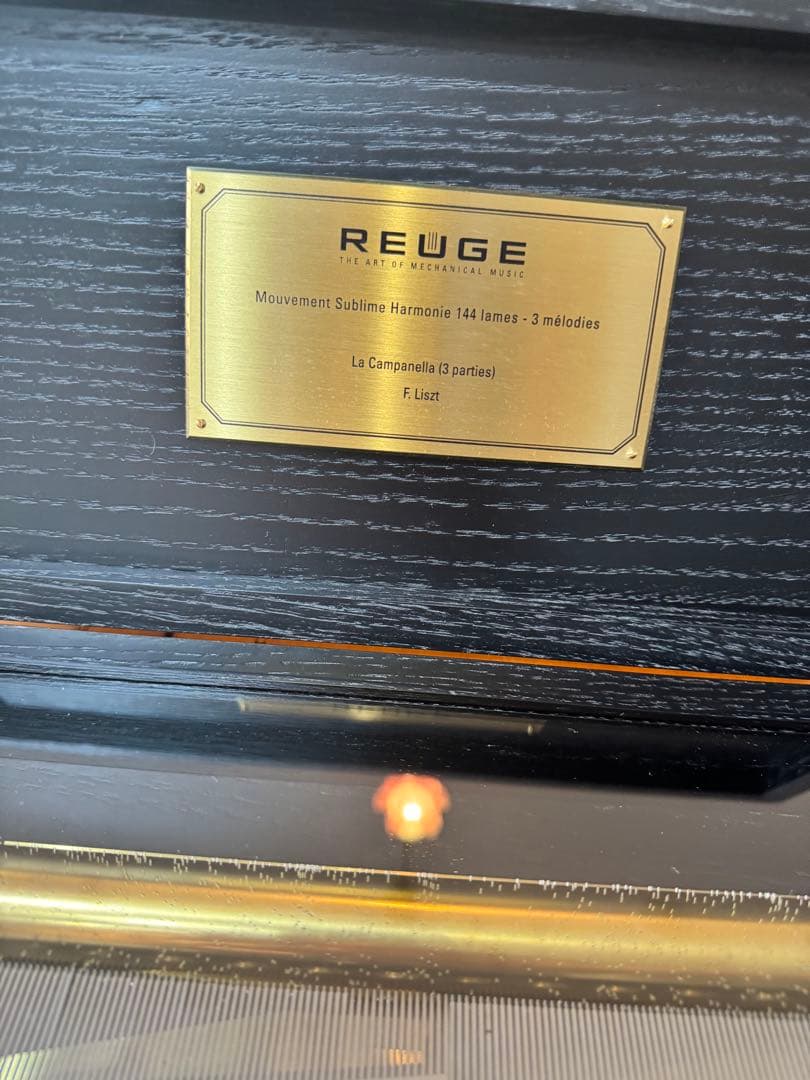 REUGE
THE ART OF MECHANICAL MUSIC
Mouvement Sublime Harmonie 144 lames - 3 mélodies
La Campanella (3 parties)
F. Liszt